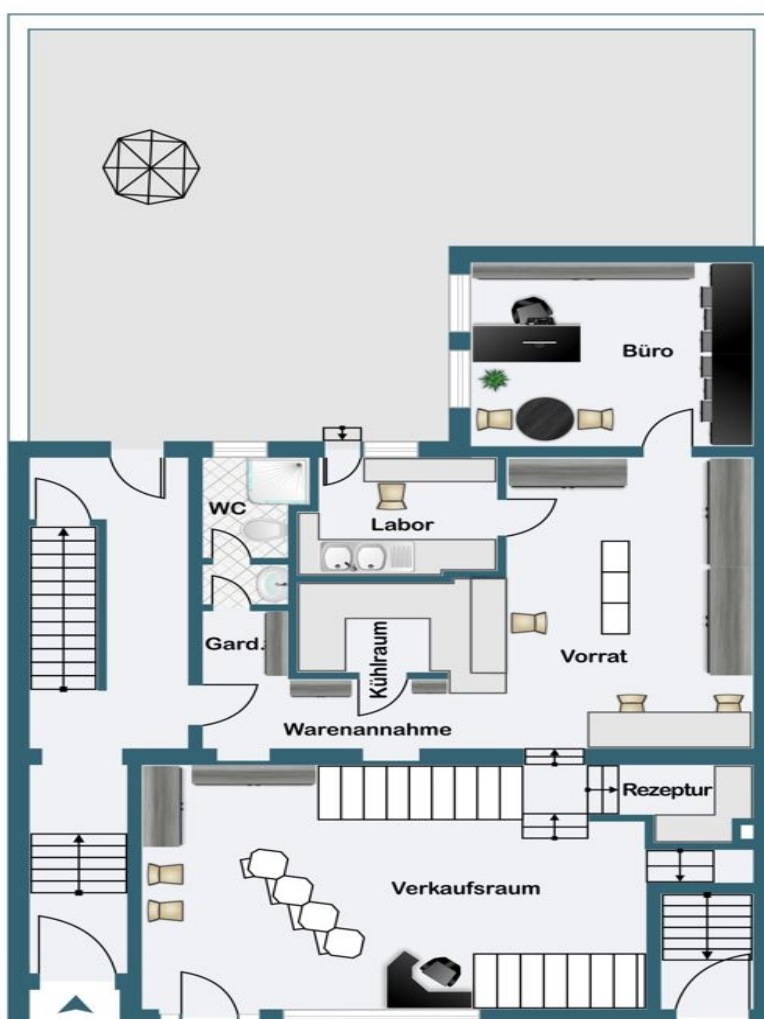 Büro
WC
Labor
Gard.
Kühlraum
Vorrat
Warenannahme
Rezeptur
Verkaufsraum